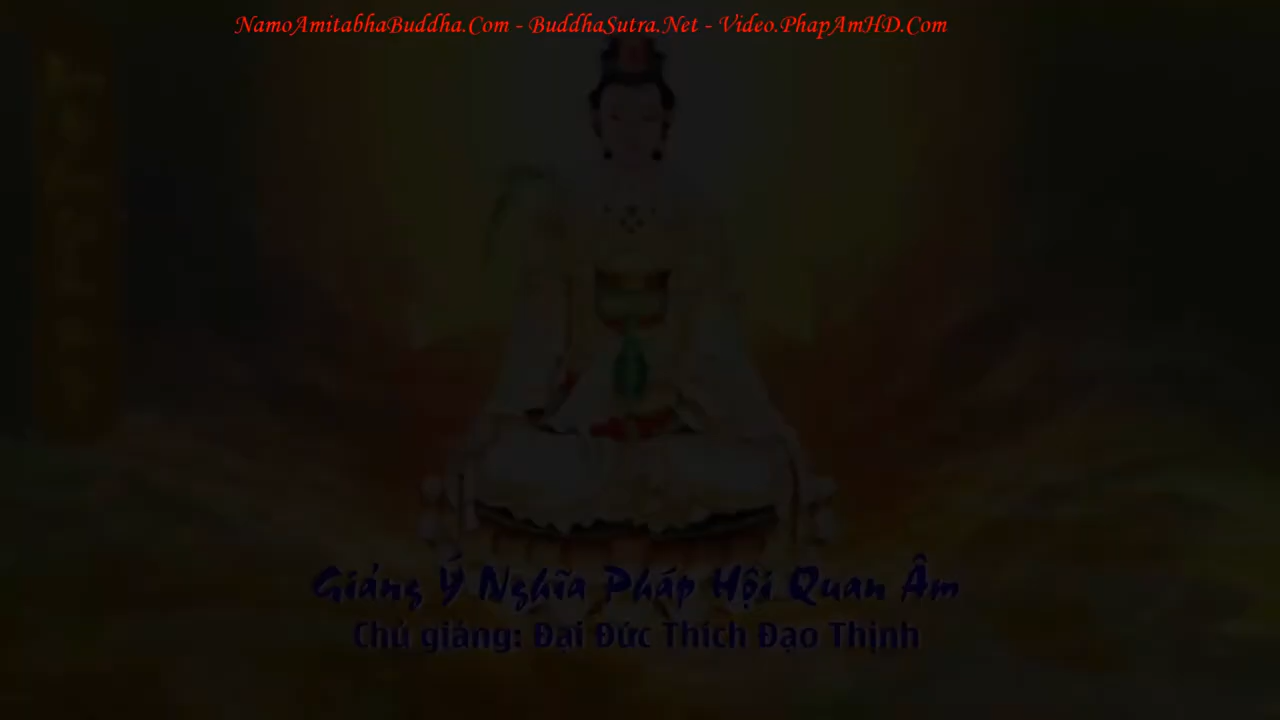 NamoAmitabhaBuddha.Com - BuddhaSutra.Net - Video.PhapAmHD.Com
Giảng Ý Nghĩa Pháp Hội Quan Âm
Chủ giảng: Đại Đức Thích Đạo Thịnh